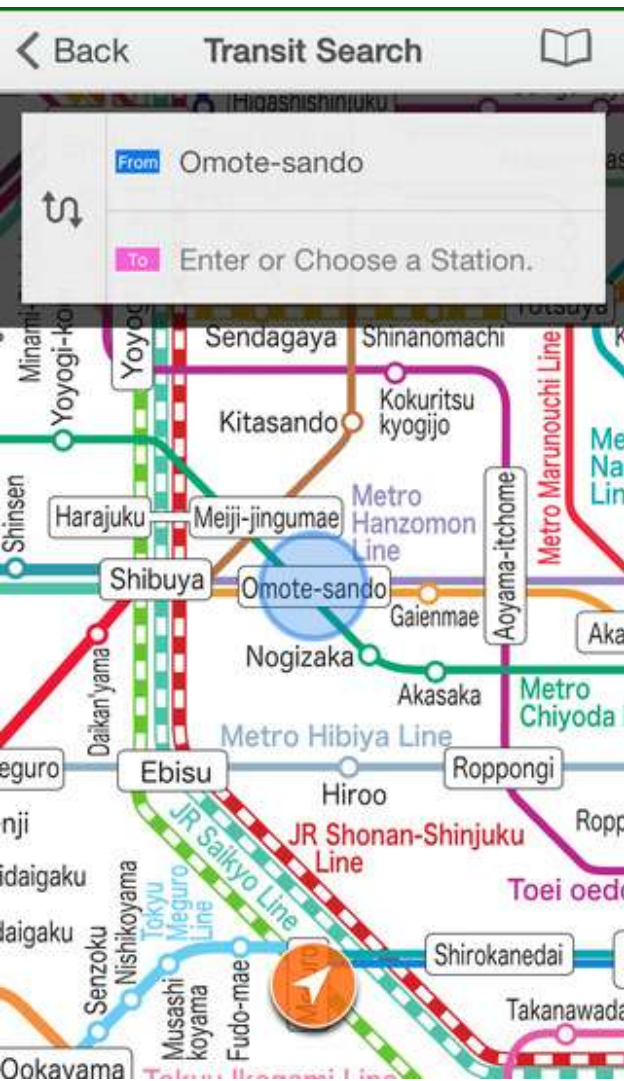 Back
Transit Search
Higashishinjuku
From
Omote-sando
To
Enter or Choose a Station.
Minami-
Yoyogi-ko
Yoyog
Sendagaya
Shinanomachi
Yotsuya
Metro Marunouchi Line
Kitasando
Kokuritsu
kyogijo
Me
Na
Lin
Shinsen
Harajuku
Meiji-jingumae
Metro
Hanzomon
Line
Aoyama-itchome
Shibuya
Omote-sando
Gaienmae
Aka
Daikan'yama
Nogizaka
Akasaka
Metro
Chiyoda
Metro Hibiya Line
eguro
Ebisu
Hiroo
Roppongi
nji
JR Saikyo Line
JR Shonan-Shinjuku
Line
Ropp
idaigaku
Toei oedo
daigaku
Senzoku
Nishikoyama
Tokyu
Meguro
Line
Musashi
koyama
Fudo-mae
Shirokanedai
Takanawada
Ookayama
Tokyu Ikegami Line